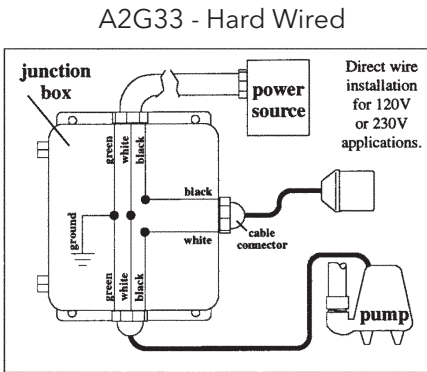 A2G33 - Hard Wired
junction
box
power
source
Direct wire
installation
for 120V
or 230V
applications.
green
white
black
black
white
cable
connector
ground
green
white
black
pump